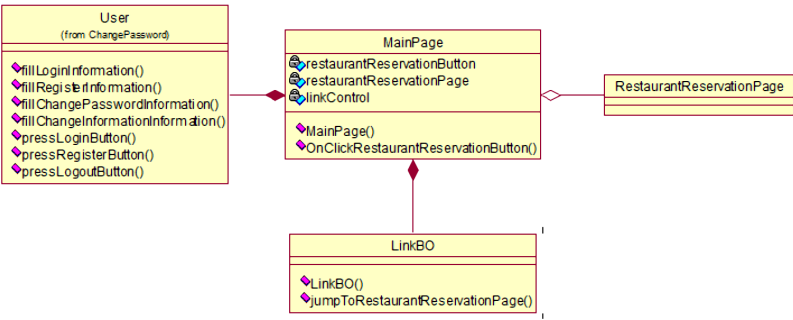 User
(from ChangePassword)
fillLoginInformation()
fillRegisterInformation()
fillChangePasswordInformation()
fillChangeInformationInformation()
pressLoginButton()
pressRegisterButton()
pressLogoutButton()
MainPage
restaurantReservationButton
restaurantReservationPage
linkControl
MainPage()
OnClickRestaurantReservationButton()
RestaurantReservationPage
LinkBO
LinkBO()
jumpToRestaurantReservationPage()